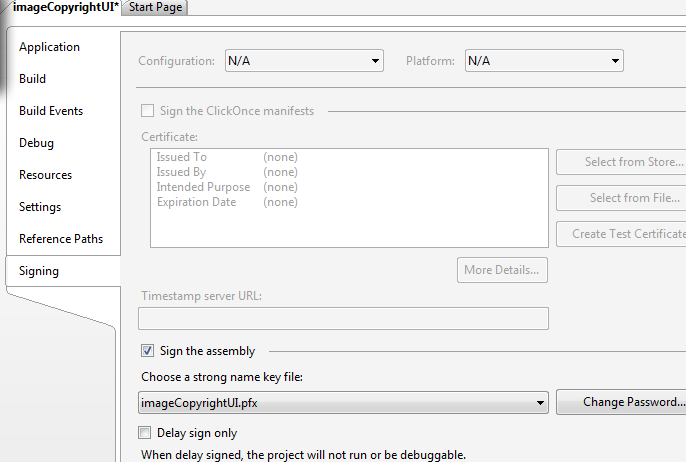 imageCopyrightUI* Start Page
Application
Configuration: N/A Platform: N/A
Build
Build Events
Sign the ClickOnce manifests
Debug
Certificate:
Issued To (none)
Issued By (none)
Intended Purpose (none)
Expiration Date (none)
Select from Store...
Resources
Select from File...
Settings
Create Test Certificate
Reference Paths
Signing
More Details...
Timestamp server URL:
Sign the assembly
Choose a strong name key file:
imageCopyrightUI.pfx Change Password...
Delay sign only
When delay signed, the project will not run or be debuggable.